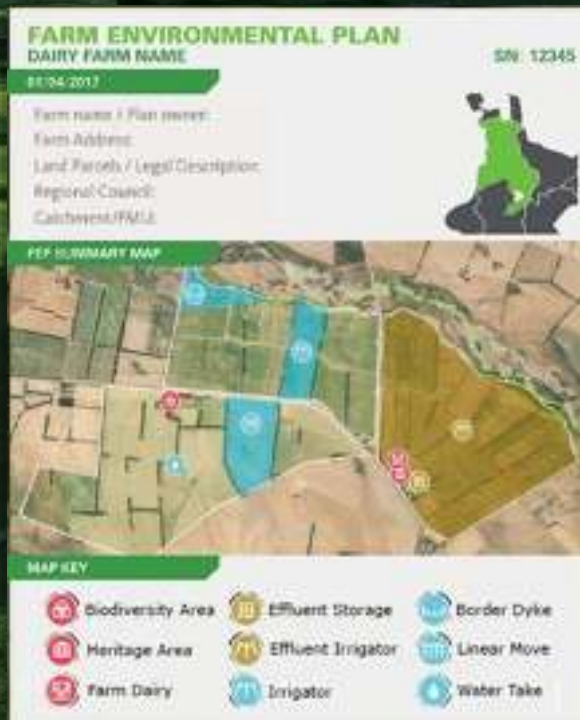 FARM ENVIRONMENTAL PLAN
DAIRY FARM NAME
SN: 12345
01/04/2017
Farm name / Plan owner:
Farm Address:
Land Parcels / Legal Description:
Regional Council:
Catchment/FMU:
FEP SUMMARY MAP
MAP KEY
Biodiversity Area
Effluent Storage
Border Dyke
Heritage Area
Effluent Irrigator
Linear Move
Farm Dairy
Irrigator
Water Take